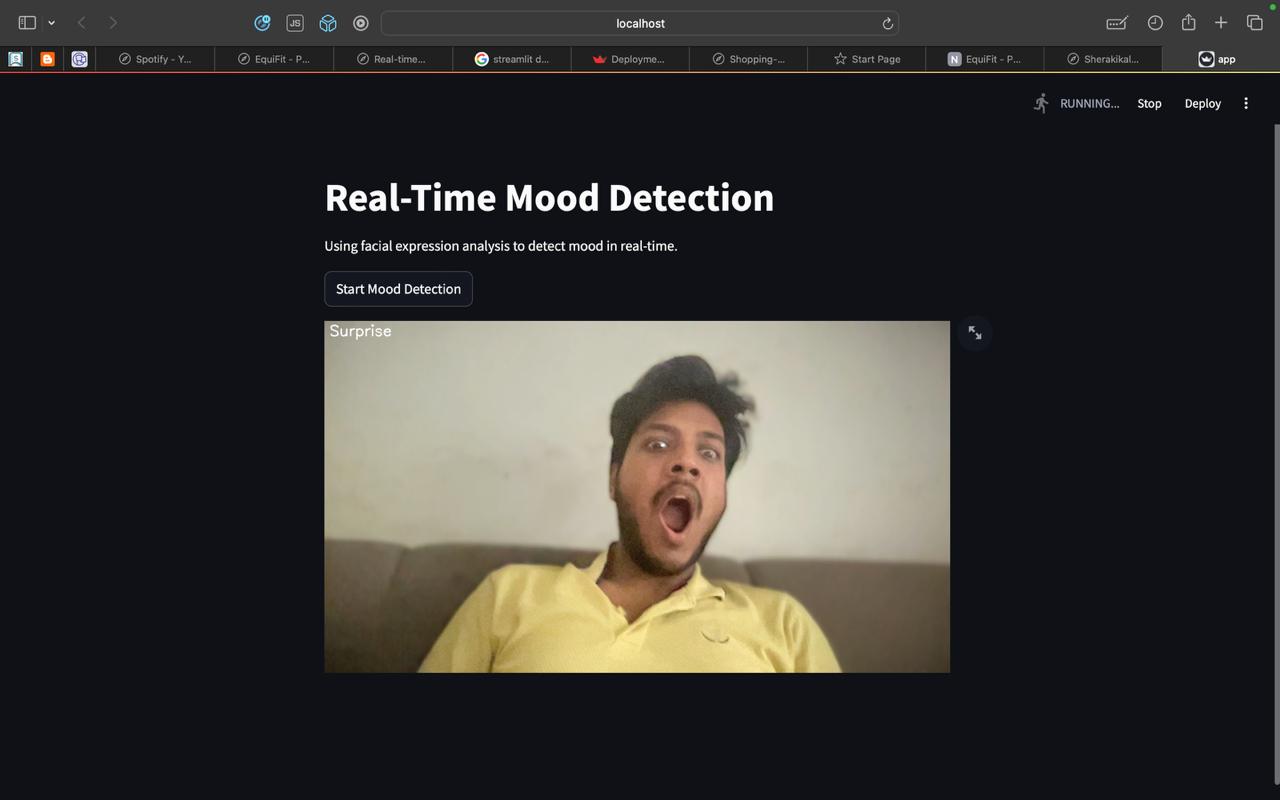 localhost
Spotify - Y...
EquiFit - P...
Real-time...
streamlit d...
Deployme...
Shopping-...
Start Page
EquiFit - P...
Sherakikal...
app
RUNNING...
Stop
Deploy
Real-Time Mood Detection
Using facial expression analysis to detect mood in real-time.
Start Mood Detection
Surprise